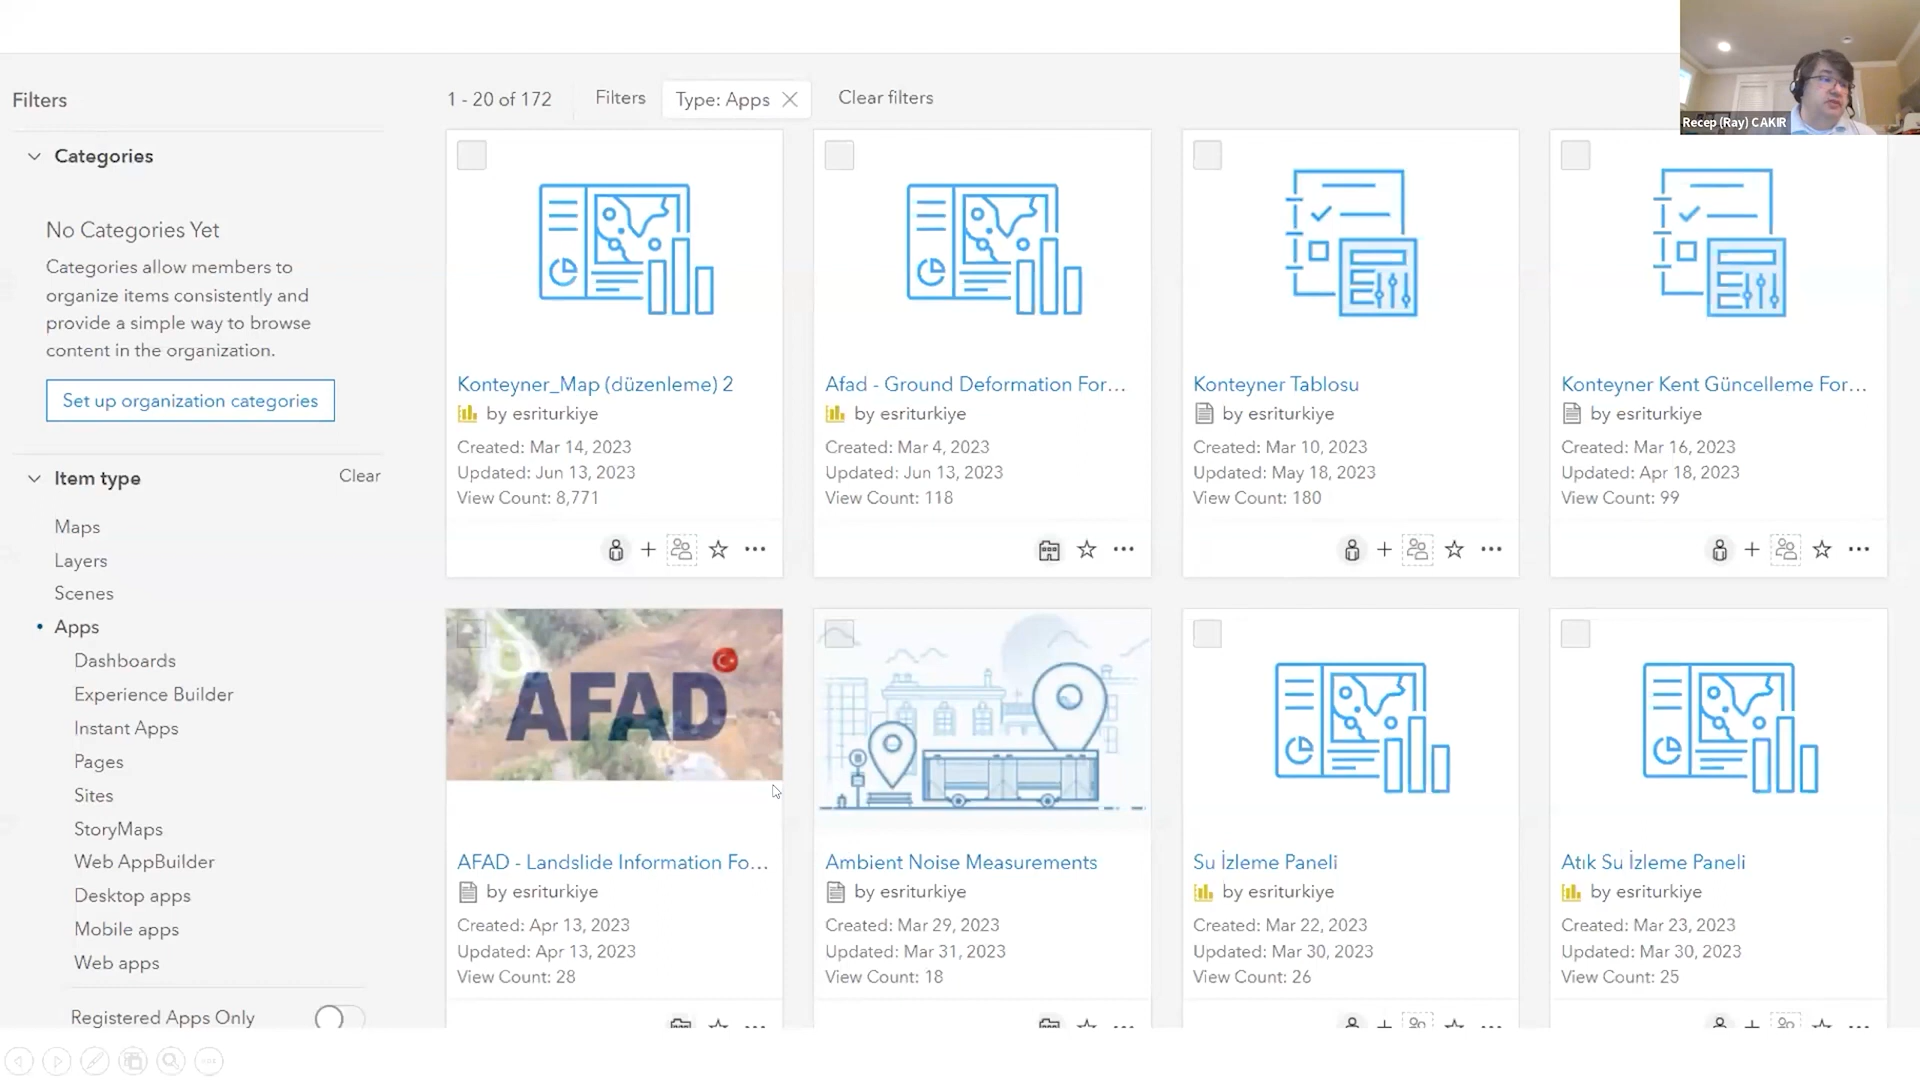 Recep (Ray) CAKIR
Filters
1 - 20 of 172
Filters
Type: Apps
Clear filters
Categories
No Categories Yet
Categories allow members to
organize items consistently and
provide a simple way to browse
content in the organization.
Set up organization categories
Item type
Clear
Maps
Layers
Scenes
Apps
Dashboards
Experience Builder
Instant Apps
Pages
Sites
StoryMaps
Web AppBuilder
Desktop apps
Mobile apps
Web apps
Registered Apps Only
Konteyner_Map (düzenleme) 2
by esriturkiye
Created: Mar 14, 2023
Updated: Jun 13, 2023
View Count: 8,771
Afad - Ground Deformation For...
by esriturkiye
Created: Mar 4, 2023
Updated: Jun 13, 2023
View Count: 118
Konteyner Tablosu
by esriturkiye
Created: Mar 10, 2023
Updated: May 18, 2023
View Count: 180
Konteyner Kent Güncelleme For...
by esriturkiye
Created: Mar 16, 2023
Updated: Apr 18, 2023
View Count: 99
AFAD
AFAD - Landslide Information Fo...
by esriturkiye
Created: Apr 13, 2023
Updated: Apr 13, 2023
View Count: 28
Ambient Noise Measurements
by esriturkiye
Created: Mar 29, 2023
Updated: Mar 31, 2023
View Count: 18
Su İzleme Paneli
by esriturkiye
Created: Mar 22, 2023
Updated: Mar 30, 2023
View Count: 26
Atık Su İzleme Paneli
by esriturkiye
Created: Mar 23, 2023
Updated: Mar 30, 2023
View Count: 25